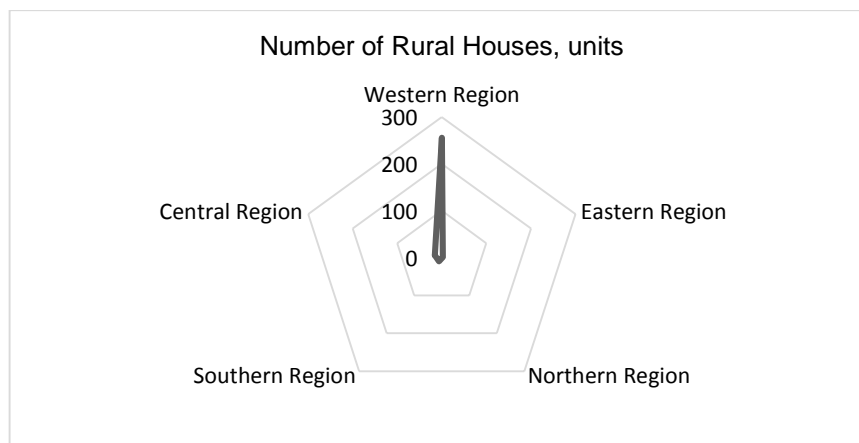 Number of Rural Houses, units
Western Region
300
200
Central Region
100
Eastern Region
0
Southern Region
Northern Region